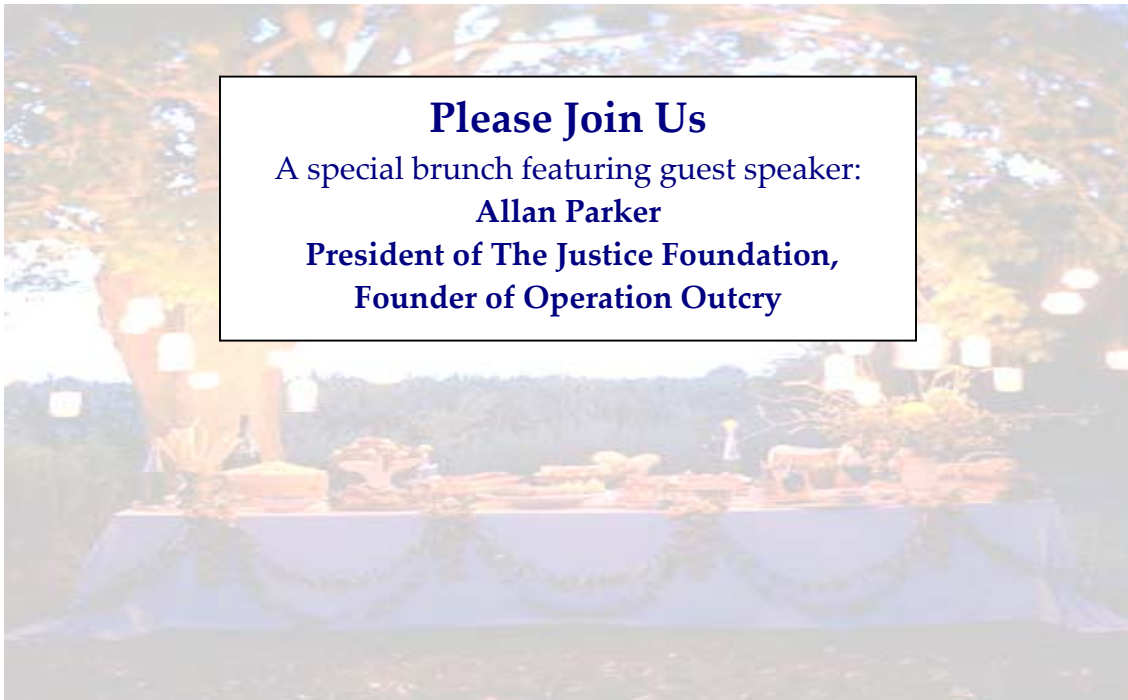 Please Join Us
A special brunch featuring guest speaker:
Allan Parker
President of The Justice Foundation,
Founder of Operation Outcry